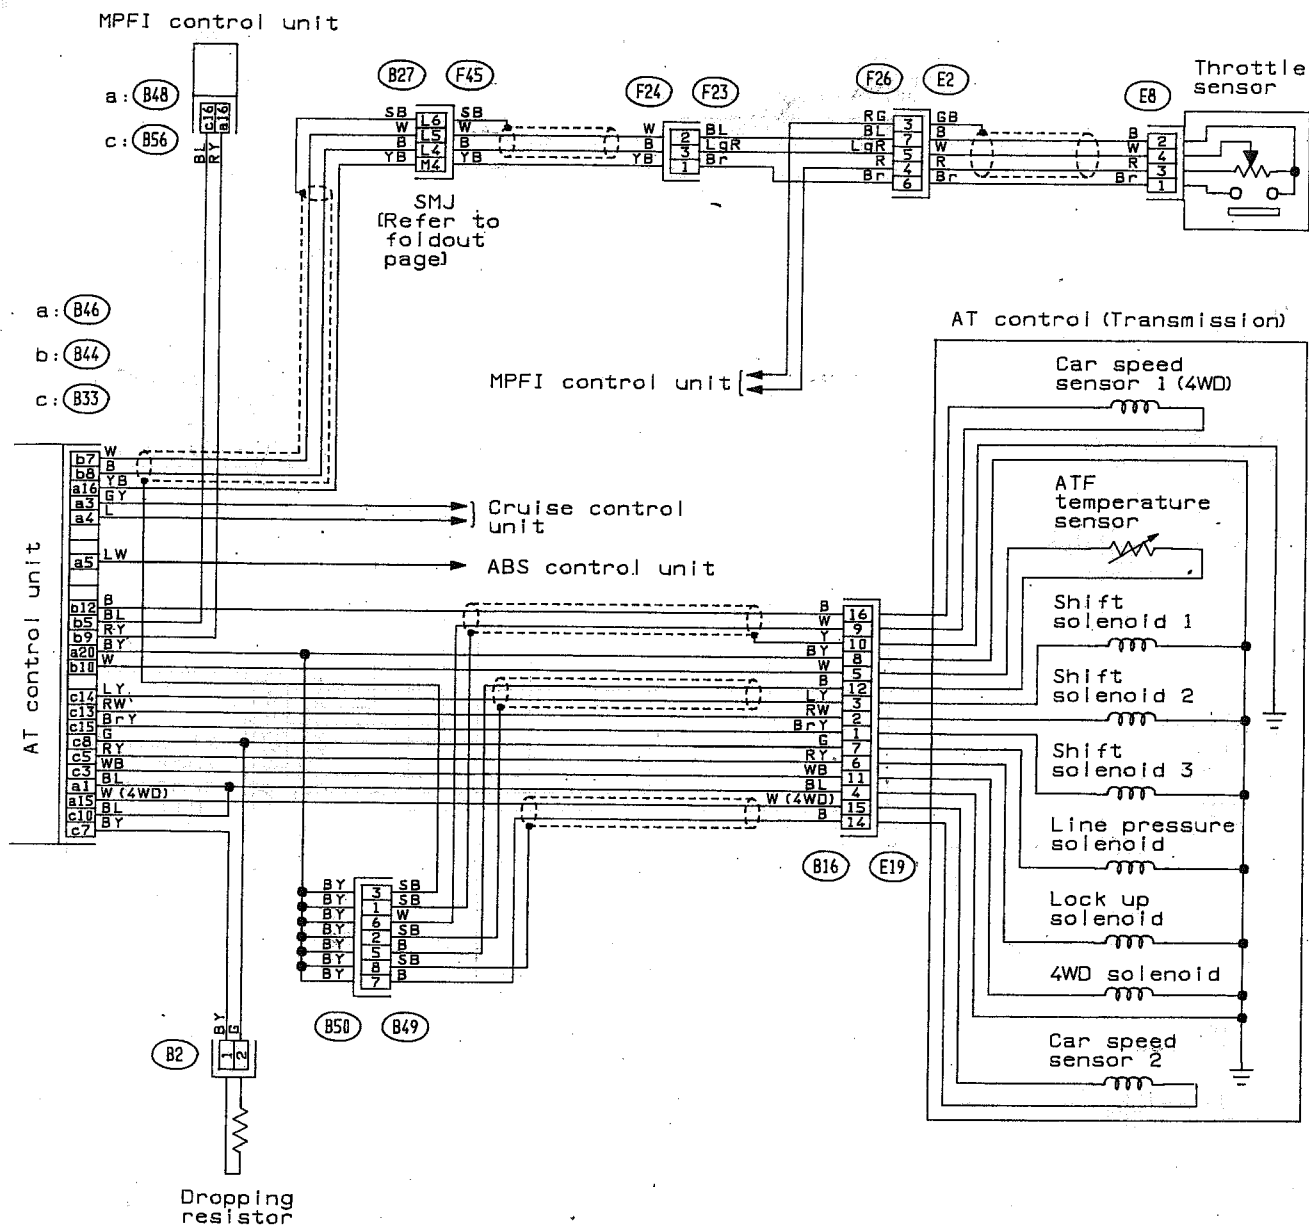 MPFI control unit
a: B48
c: B56
c16 a16
BL RY
B27 F45
SB L6 SB
W L5 W
B L4 B
YB M4 YB
SMJ
(Refer to
foldout
page)
F24 F23
W 2 BL
B 3 LgR
YB 1 Br
F26 E2
RG 3 GB
BL 7 B
LgR 5 W
R 4 R
Br 6 Br
E8
B 2
W 4
R 3
Br 1
Throttle
sensor
MPFI control unit
a: B46
b: B44
c: B33
AT control unit
b7 W
b8 B
a16 YB
a3 GY
a4 L
Cruise control
unit
a5 LW
ABS control unit
b12 B
b5 BL
b9 RY
a20 BY
b10 W
c14 LY
c13 RW
c15 BrY
c8 G
c5 RY
c3 WB
a1 BL
a15 W (4WD)
c10 BL
c7 BY
B 16
W 9
Y 10
BY 8
W 5
B 12
LY 3
RW 2
BrY 1
G 7
RY 6
WB 11
BL 4
W (4WD) 15
B 14
B16 E19
AT control (Transmission)
Car speed
sensor 1 (4WD)
ATF
temperature
sensor
Shift
solenoid 1
Shift
solenoid 2
Shift
solenoid 3
Line pressure
solenoid
Lock up
solenoid
4WD solenoid
Car speed
sensor 2
BY 3 SB
BY 1 SB
BY 6 W
BY 2 SB
BY 5 B
BY 8 SB
BY 7 B
B50 B49
BY G
B2
1 2
Dropping
resistor